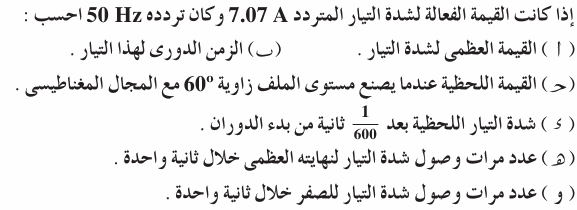 إذا كانت القيمة الفعالة لشدة التيار المتردد 7.07 A وكان تردده 50 Hz احسب :
( ا ) القيمة العظمى لشدة التيار . (ب) الزمن الدورى لهذا التيار .
(جـ) القيمة اللحظية عندما يصنع مستوى الملف زاوية 60º مع المجال المغناطيسى .
( د ) شدة التيار اللحظية بعد 1/600 ثانية من بدء الدوران .
(هـ) عدد مرات وصول شدة التيار لنهايته العظمى خلال ثانية واحدة .
( و ) عدد مرات وصول شدة التيار للصفر خلال ثانية واحدة .